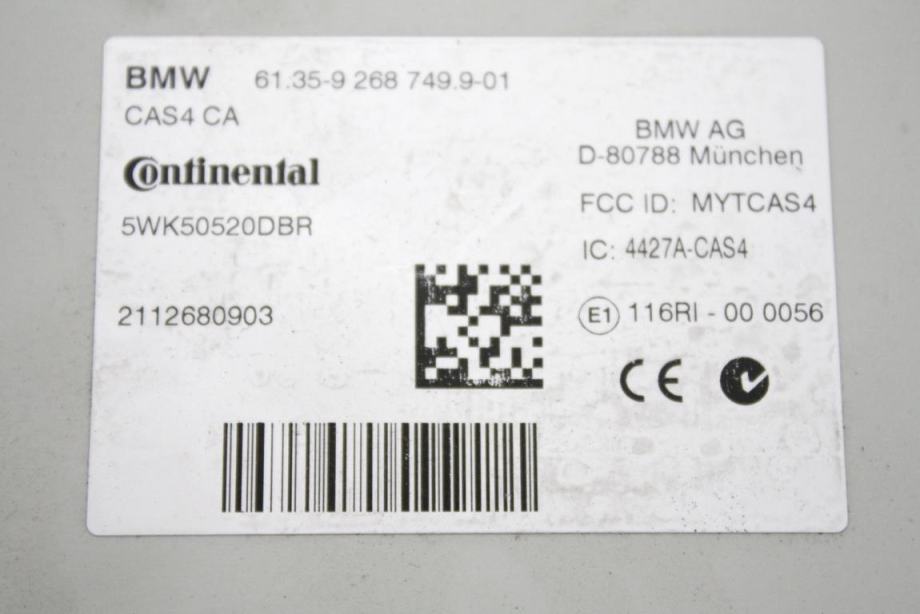 BMW 61.35-9 268 749.9-01
CAS4 CA
Continental
5WK50520DBR
2112680903
BMW AG
D-80788 München
FCC ID: MYTCAS4
IC: 4427A-CAS4
E1 116RI - 00 0056
CE